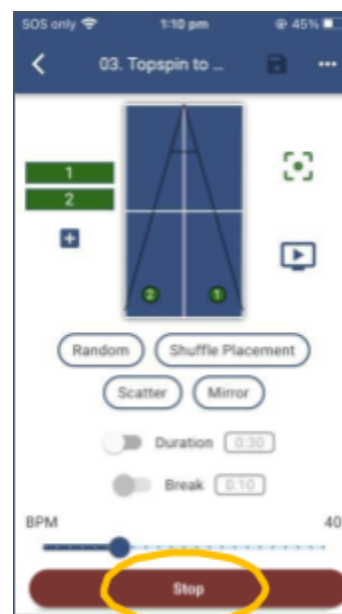 SOS only 1:10 pm 45%
03. Topspin to ... ...
1
2
2 1
Random Shuffle Placement
Scatter Mirror
Duration 0:30
Break 0:10
BPM 40
Stop